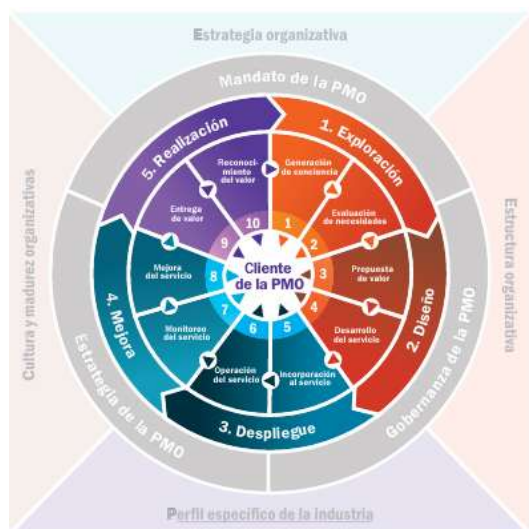 Estrategia organizativa
Mandato de la PMO
5. Realización
1. Exploración
Reconoci-
miento
del valor
Generación
de conciencia
Entrega
de valor
Evaluación
de necesidades
10
1
9
2
Cultura y madurez organizativas
Estructura organizativa
Mejora
del servicio
8
Cliente
de la PMO
3
Propuesta
de valor
7
4
6
5
4. Mejora
2. Diseño
Monitoreo
del servicio
Desarrollo
del servicio
Operación
del servicio
Incorporación
al servicio
Estrategia de la PMO
Gobernanza de la PMO
3. Despliegue
Perfil específico de la industria